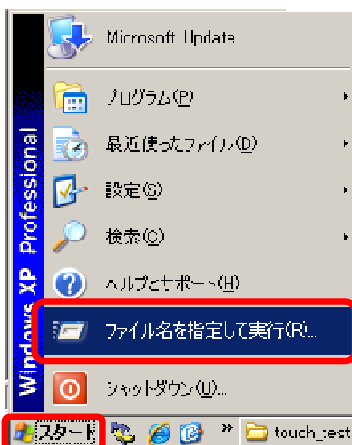 Microsoft Update
プログラム(P)
最近使ったファイル(D)
設定(S)
検索(C)
ヘルプとサポート(H)
ファイル名を指定して実行(R)...
シャットダウン(U)...
Windows XP Professional
スタート
touch_test